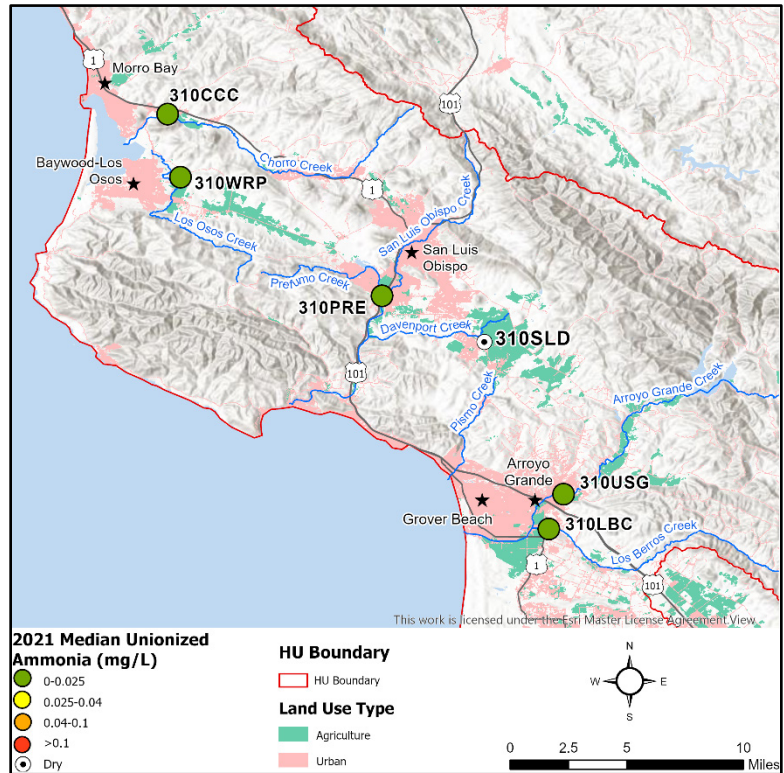 1
Morro Bay
310CCC
101
Baywood-Los
Osos
310WRP
Chorro Creek
1
Los Osos Creek
San Luis Obispo Creek
San Luis
Obispo
Prefumo Creek
310PRE
Davenport Creek
310SLD
101
Pismo Creek
Arroyo Grande Creek
Arroyo
Grande
310USG
Grover Beach
310LBC
Los Berros Creek
1
101
This work is licensed under the Esri Master License Agreement.View
2021 Median Unionized
Ammonia (mg/L)
0-0.025
0.025-0.04
0.04-0.1
>0.1
Dry
HU Boundary
HU Boundary
Land Use Type
Agriculture
Urban
N
W E
S
0 2.5 5 10
Miles